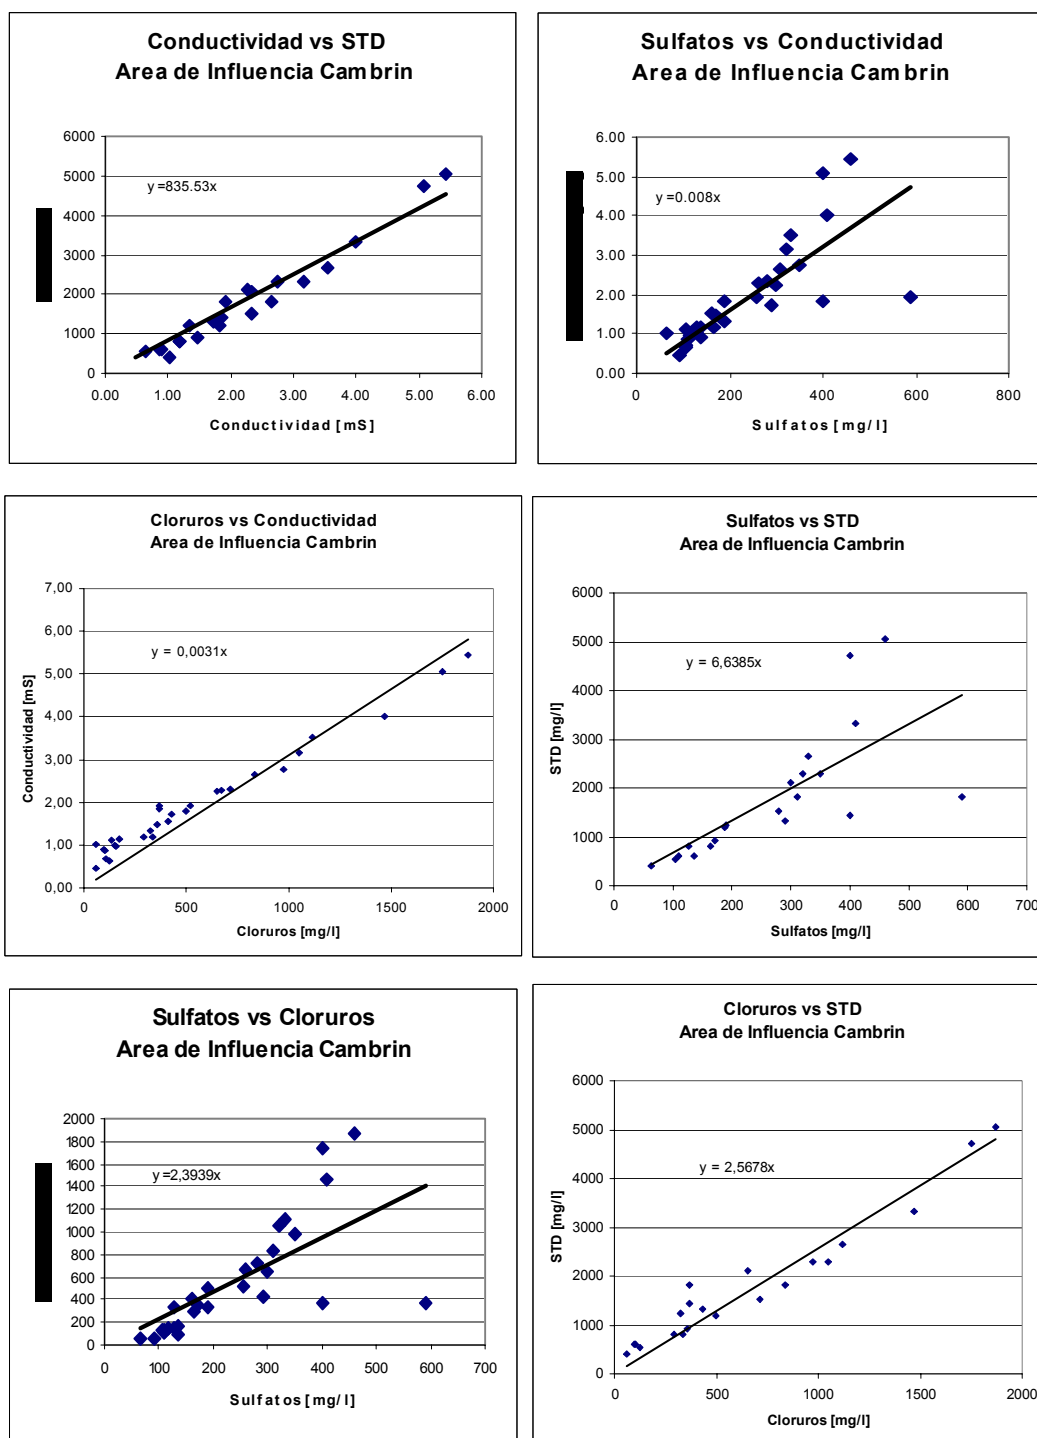 Conductividad vs STD
Area de Influencia Cambrin
6000
5000
4000
3000
2000
1000
0
y =835.53x
0.00 1.00 2.00 3.00 4.00 5.00 6.00
Conductividad [mS]
Sulfatos vs Conductividad
Area de Influencia Cambrin
6.00
5.00
4.00
3.00
2.00
1.00
0.00
y =0.008x
0 200 400 600 800
Sulfatos [mg/l]
Cloruros vs Conductividad
Area de Influencia Cambrin
Conductividad [mS]
7,00
6,00
5,00
4,00
3,00
2,00
1,00
0,00
y = 0,0031x
0 500 1000 1500 2000
Cloruros [mg/l]
Sulfatos vs STD
Area de Influencia Cambrin
STD [mg/l]
6000
5000
4000
3000
2000
1000
0
y = 6,6385x
0 100 200 300 400 500 600 700
Sulfatos [mg/l]
Sulfatos vs Cloruros
Area de Influencia Cambrin
2000
1800
1600
1400
1200
1000
800
600
400
200
0
y =2,3939x
0 100 200 300 400 500 600 700
Sulfatos [mg/l]
Cloruros vs STD
Area de Influencia Cambrin
STD [mg/l]
6000
5000
4000
3000
2000
1000
0
y = 2,5678x
0 500 1000 1500 2000
Cloruros [mg/l]